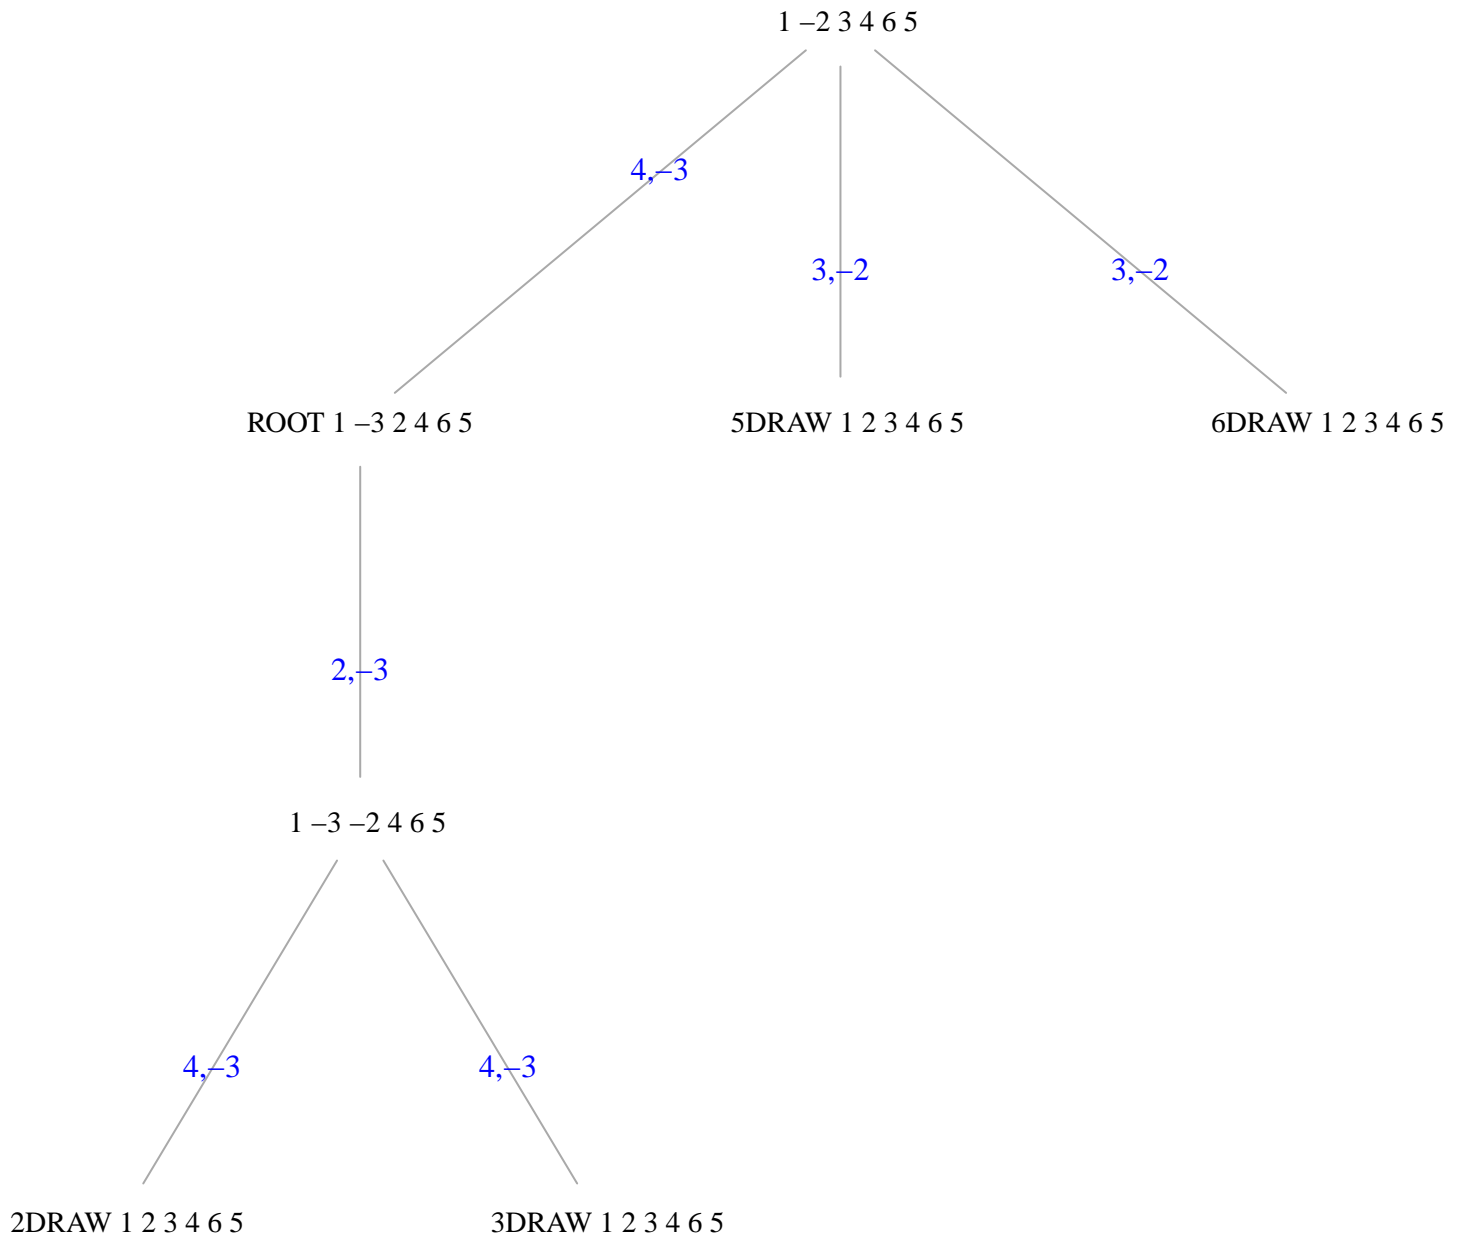 1 –2 3 4 6 5
4,–3
3,–2
3,–2
ROOT 1 –3 2 4 6 5
5DRAW 1 2 3 4 6 5
6DRAW 1 2 3 4 6 5
2,–3
1 –3 –2 4 6 5
4,–3
4,–3
2DRAW 1 2 3 4 6 5
3DRAW 1 2 3 4 6 5